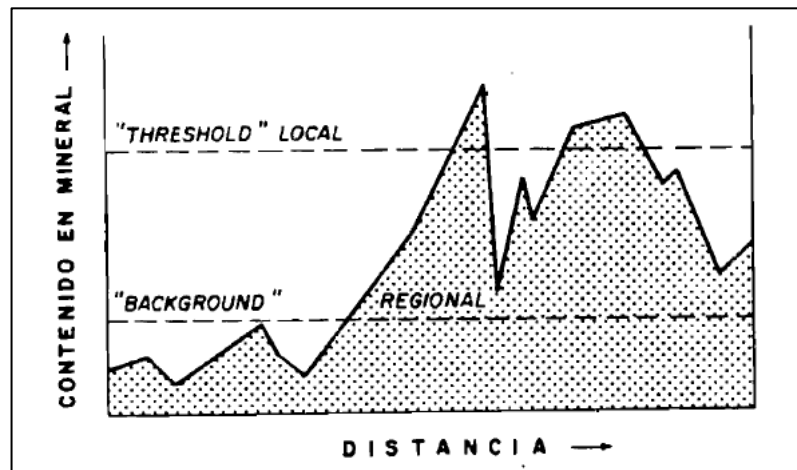 CONTENIDO EN MINERAL
"THRESHOLD" LOCAL
"BACKGROUND" REGIONAL
DISTANCIA